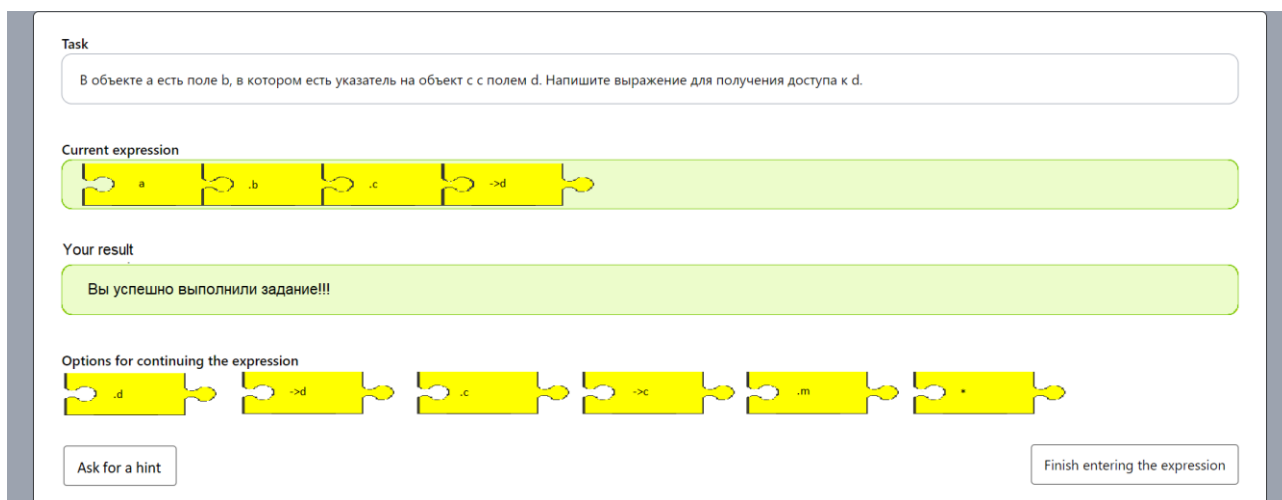 Task
В объекте a есть поле b, в котором есть указатель на объект c с полем d. Напишите выражение для получения доступа к d.
Current expression
a .b .c ->d
Your result
Вы успешно выполнили задание!!!
Options for continuing the expression
.d ->d .c ->c .m *
Ask for a hint
Finish entering the expression